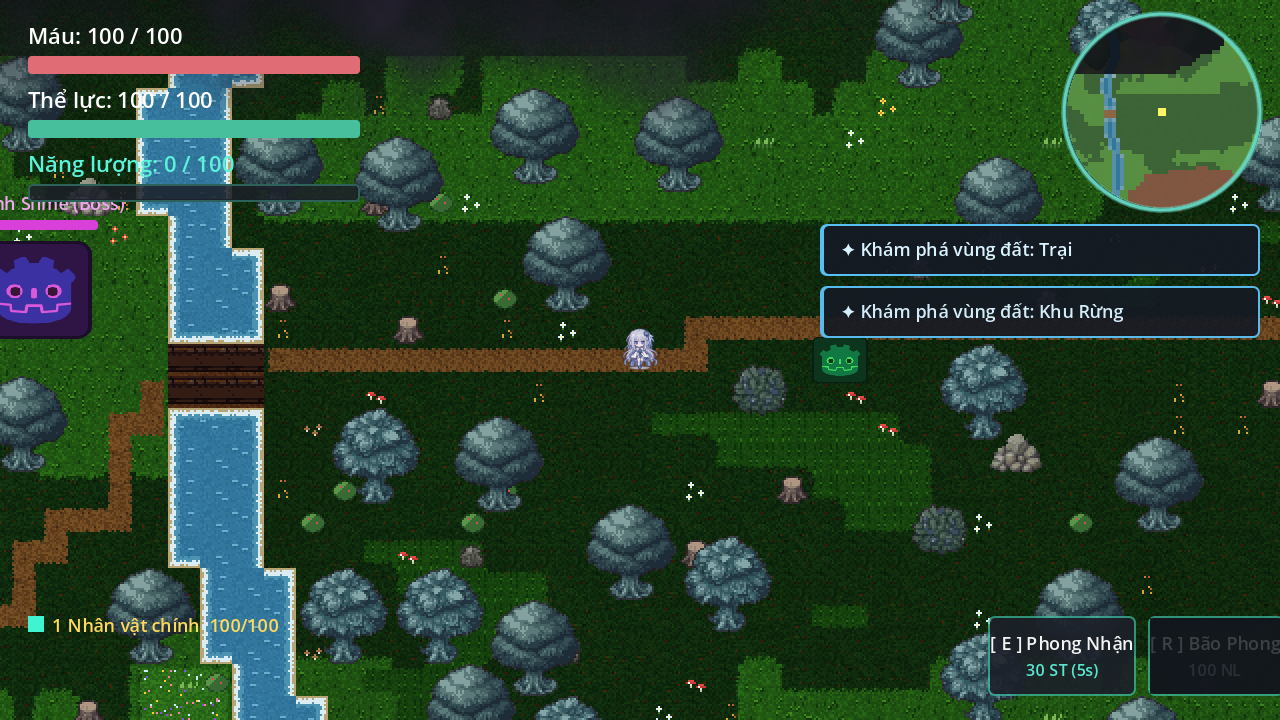 Máu: 100 / 100
Thể lực: 100 / 100
Năng lượng: 0 / 100
Slime (Boss)
✦ Khám phá vùng đất: Trại
✦ Khám phá vùng đất: Khu Rừng
1 Nhân vật chính 100/100
[ E ] Phong Nhận
30 ST (5s)
[ R ] Bão Phong
100 NL